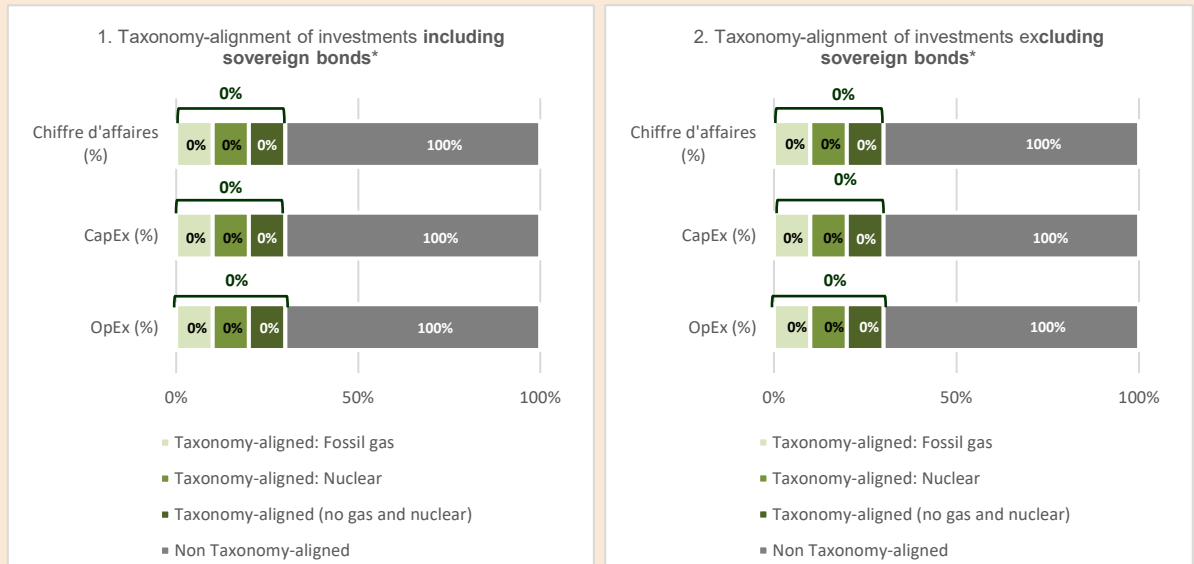 1. Taxonomy-alignment of investments including
sovereign bonds*
0%
Chiffre d'affaires
(%)
0% 0% 0% 100%
0%
CapEx (%)
0% 0% 0% 100%
0%
OpEx (%)
0% 0% 0% 100%
0% 50% 100%
Taxonomy-aligned: Fossil gas
Taxonomy-aligned: Nuclear
Taxonomy-aligned (no gas and nuclear)
Non Taxonomy-aligned
2. Taxonomy-alignment of investments excluding
sovereign bonds*
0%
Chiffre d'affaires
(%)
0% 0% 0% 100%
0%
CapEx (%)
0% 0% 0% 100%
0%
OpEx (%)
0% 0% 0% 100%
0% 50% 100%
Taxonomy-aligned: Fossil gas
Taxonomy-aligned: Nuclear
Taxonomy-aligned (no gas and nuclear)
Non Taxonomy-aligned